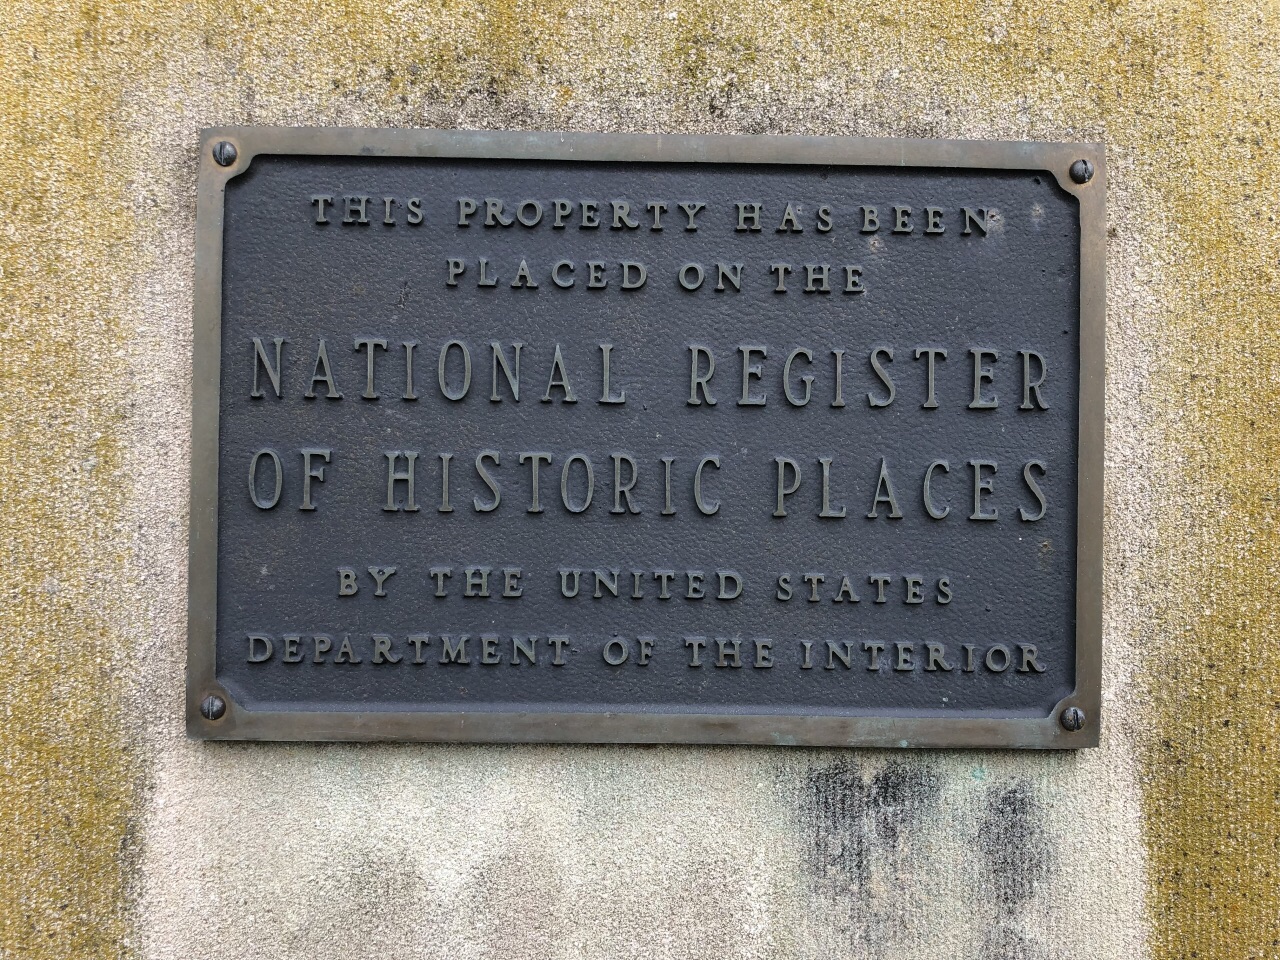 THIS PROPERTY HAS BEEN
PLACED ON THE
NATIONAL REGISTER
OF HISTORIC PLACES
BY THE UNITED STATES
DEPARTMENT OF THE INTERIOR